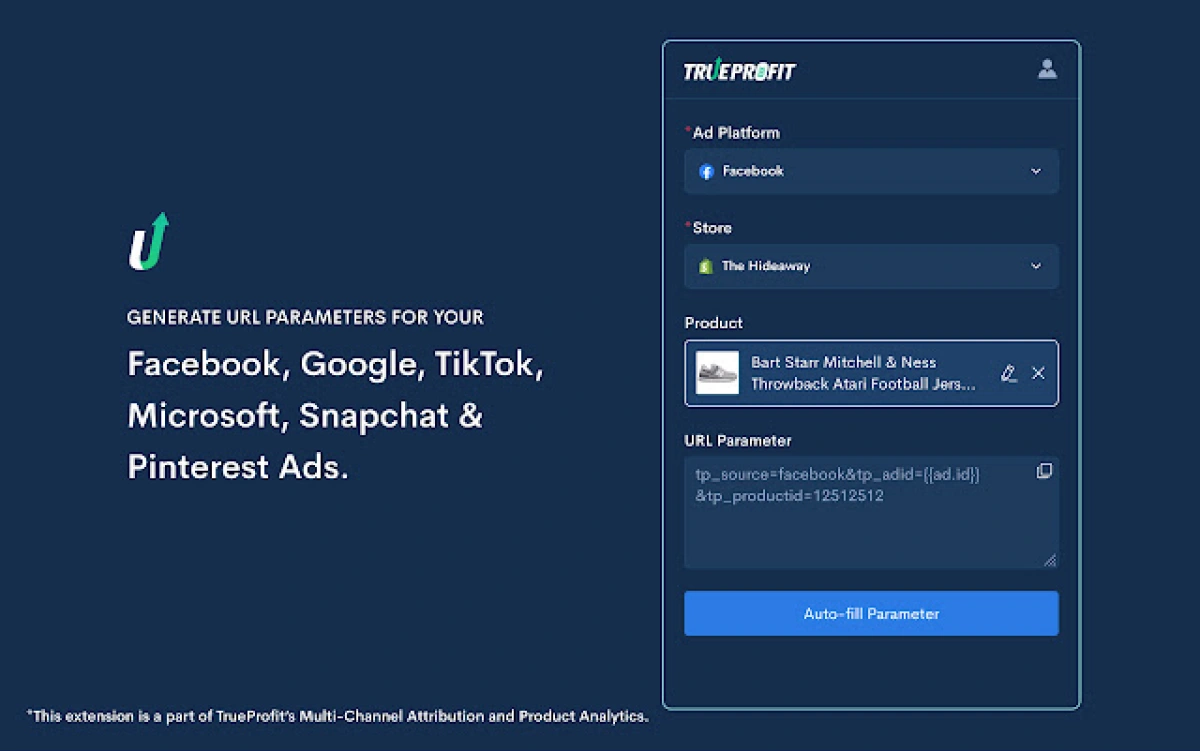 GENERATE URL PARAMETERS FOR YOUR
Facebook, Google, TikTok,
Microsoft, Snapchat &
Pinterest Ads.
*This extension is a part of TrueProfit's Multi-Channel Attribution and Product Analytics.
TRUEPROFIT
*Ad Platform
Facebook
*Store
The Hideaway
Product
Bart Starr Mitchell & Ness
Throwback Atari Football Jers...
URL Parameter
tp_source=facebook&tp_adid={{ad.id}}
&tp_productid=12512512
Auto-fill Parameter